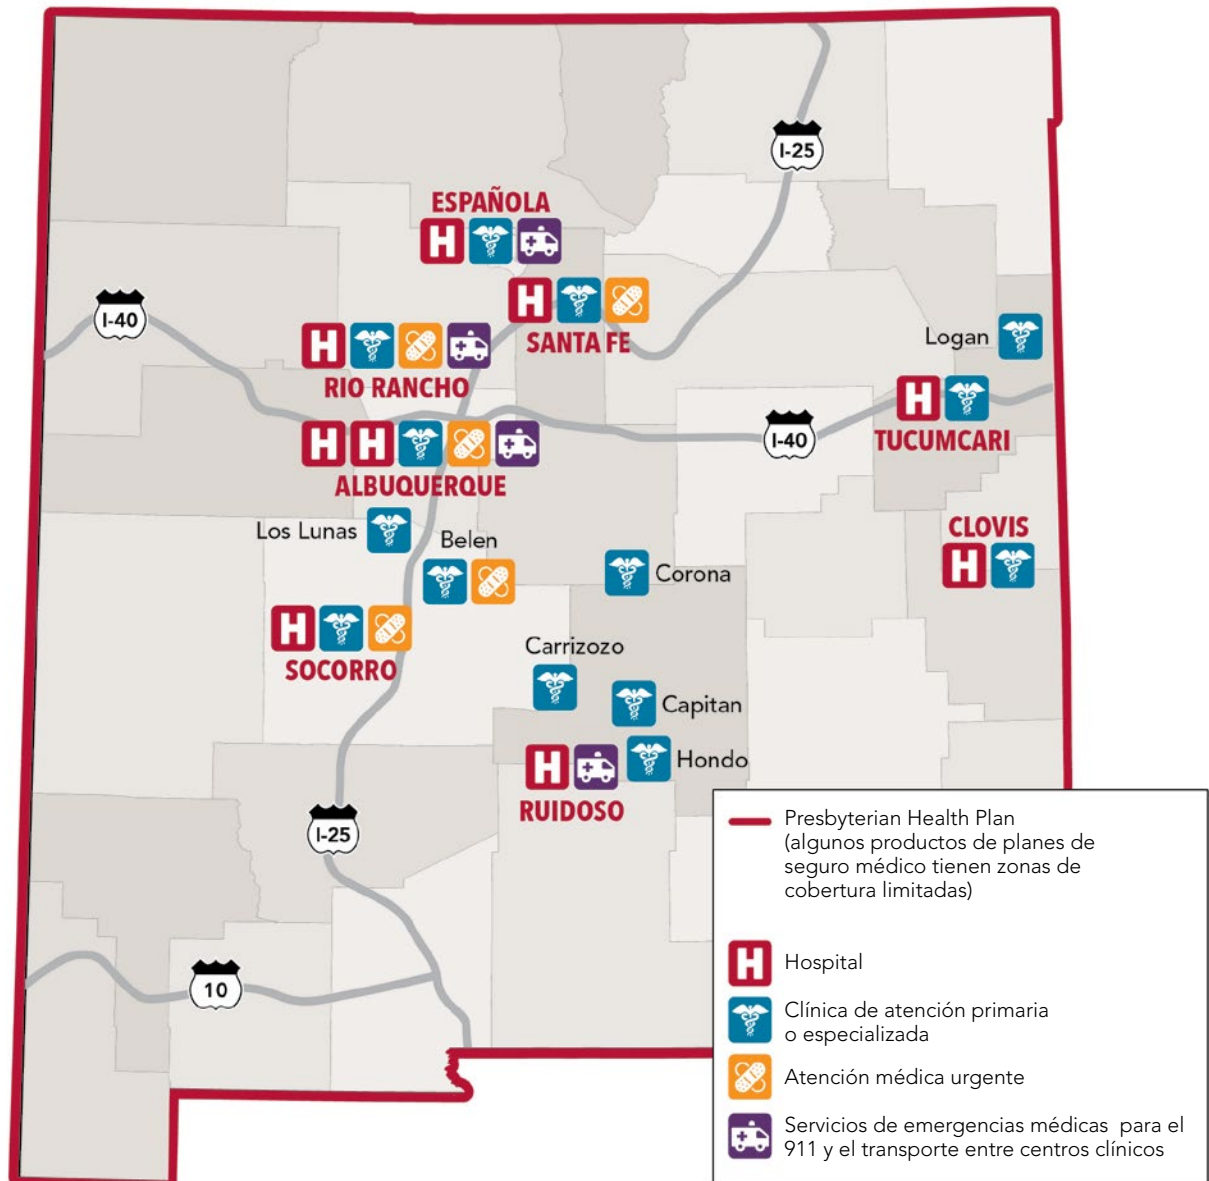 I-25
ESPAÑOLA
H
I-40
H
SANTA FE
Logan
H
RIO RANCHO
H
TUCUMCARI
I-40
H H
ALBUQUERQUE
Los Lunas
Belen
CLOVIS
H
Corona
H
SOCORRO
Carrizozo
Capitan
Hondo
H
RUIDOSO
I-25
10
Presbyterian Health Plan
(algunos productos de planes de
seguro médico tienen zonas de
cobertura limitadas)
H Hospital
Clínica de atención primaria
o especializada
Atención médica urgente
Servicios de emergencias médicas para el
911 y el transporte entre centros clínicos